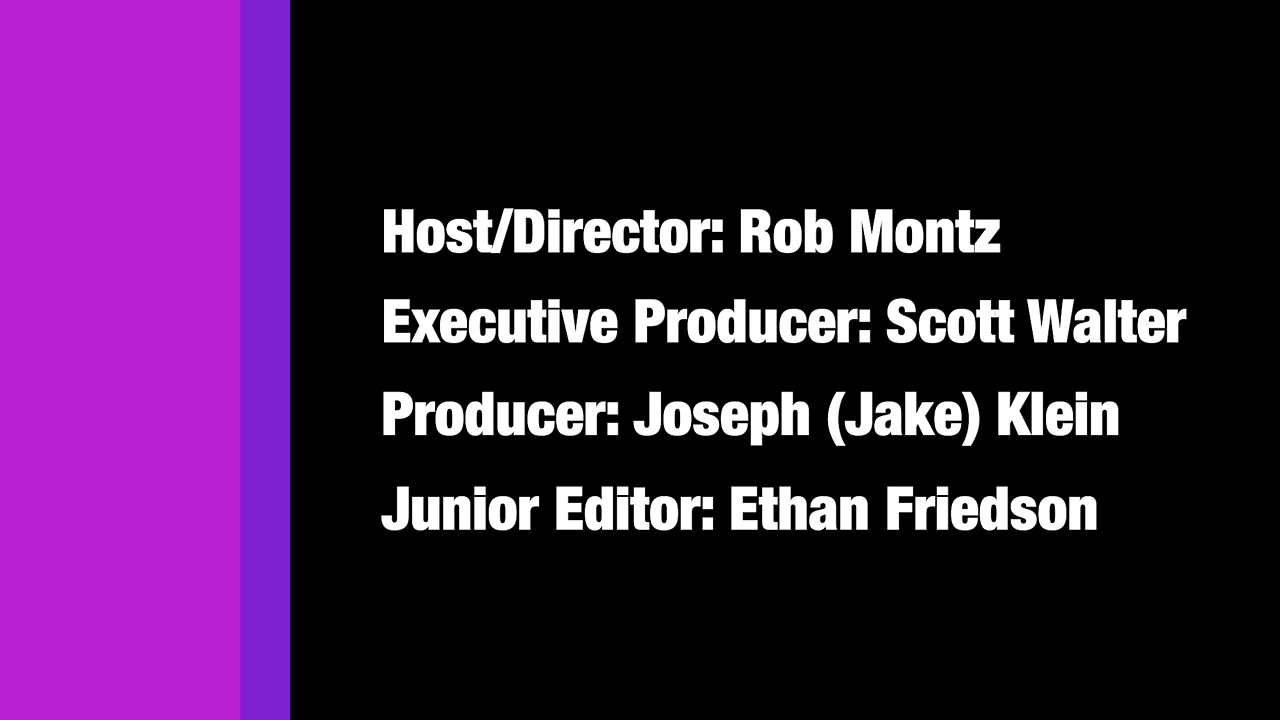 Host/Director: Rob Montz
Executive Producer: Scott Walter
Producer: Joseph (Jake) Klein
Junior Editor: Ethan Friedson